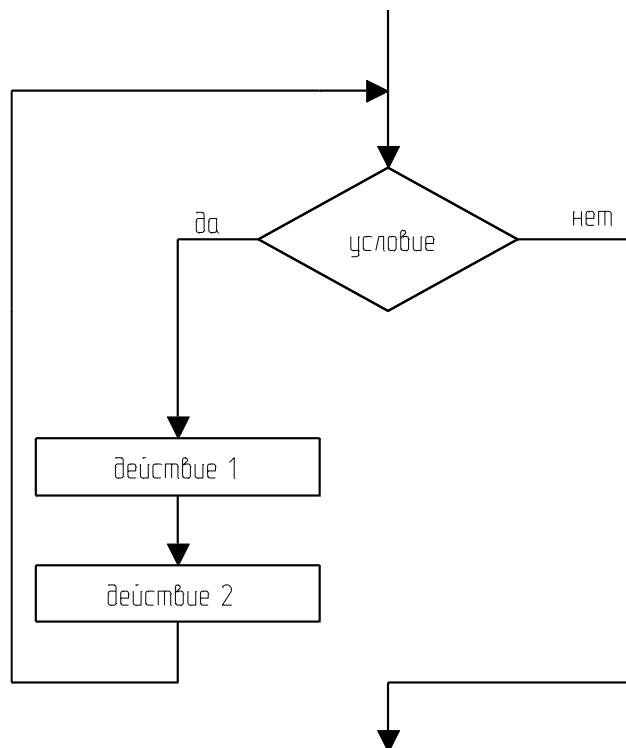 да
нет
условие
действие 1
действие 2